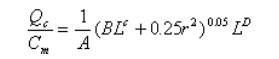 Q_c / C_m = 1/A (BL^c + 0.25r^2)^0.05 L^D